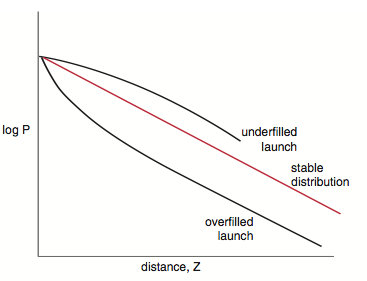 underfilled
launch
log P
stable
distribution
overfilled
launch
distance, Z